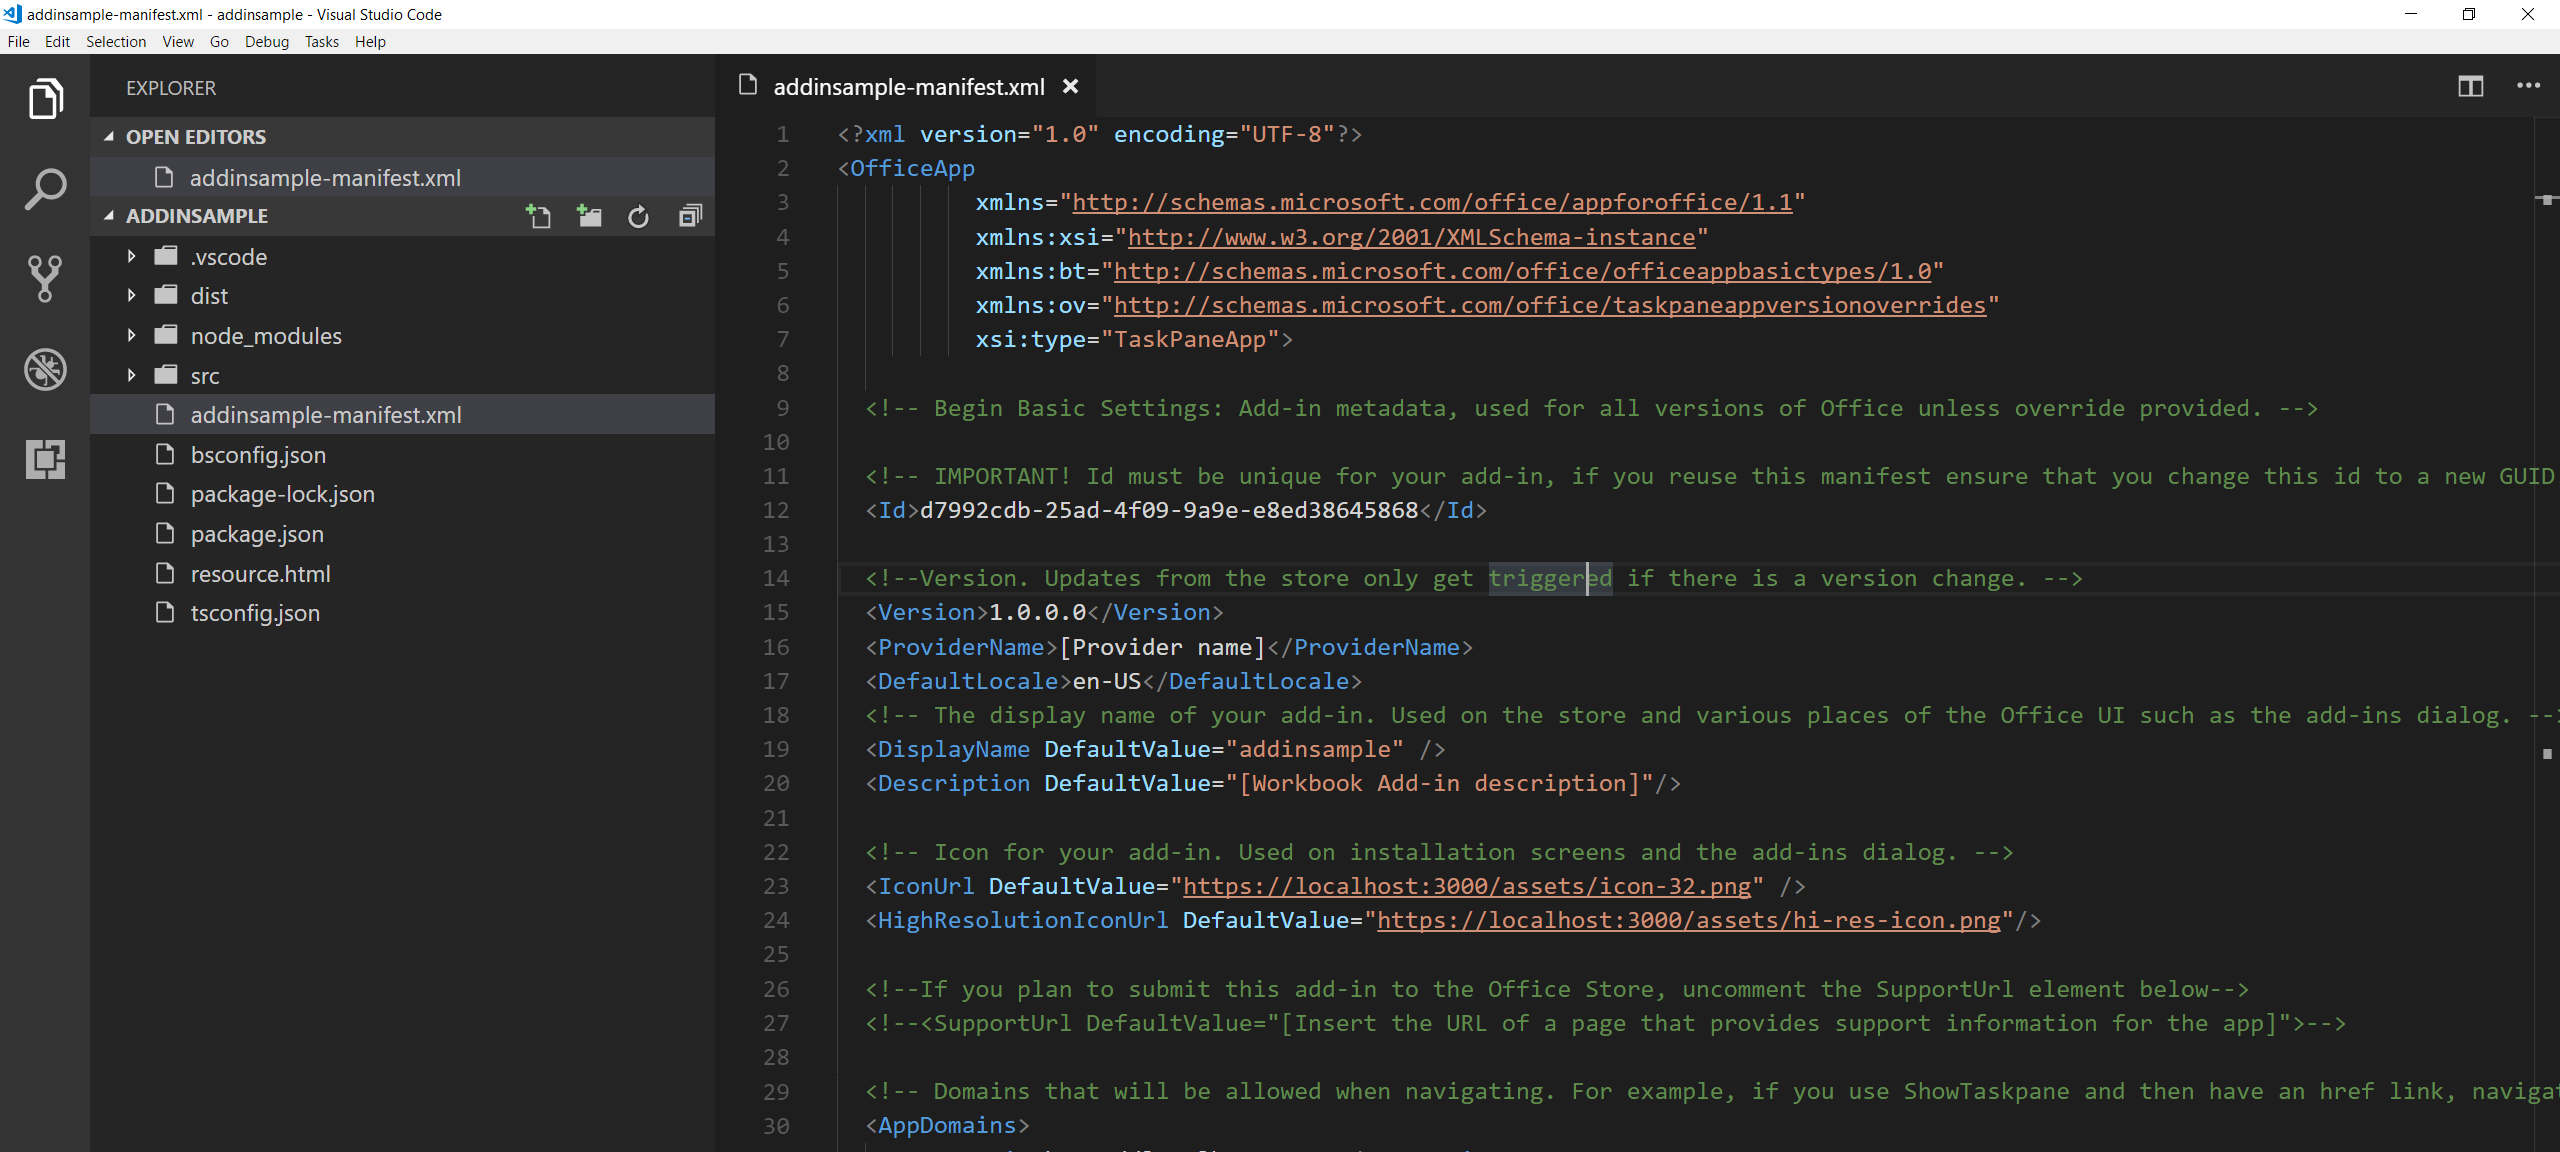 addinsample-manifest.xml - addinsample - Visual Studio Code
File Edit Selection View Go Debug Tasks Help
EXPLORER
OPEN EDITORS
addinsample-manifest.xml
ADDINSAMPLE
.vscode
dist
node_modules
src
addinsample-manifest.xml
bsconfig.json
package-lock.json
package.json
resource.html
tsconfig.json
addinsample-manifest.xml
1 <?xml version="1.0" encoding="UTF-8"?>
2 <OfficeApp
3 xmlns="http://schemas.microsoft.com/office/appforoffice/1.1"
4 xmlns:xsi="http://www.w3.org/2001/XMLSchema-instance"
5 xmlns:bt="http://schemas.microsoft.com/office/officeappbasictypes/1.0"
6 xmlns:ov="http://schemas.microsoft.com/office/taskpaneappversionoverrides"
7 xsi:type="TaskPaneApp">
8
9 <!-- Begin Basic Settings: Add-in metadata, used for all versions of Office unless override provided. -->
10
11 <!-- IMPORTANT! Id must be unique for your add-in, if you reuse this manifest ensure that you change this id to a new GUID
12 <Id>d7992cdb-25ad-4f09-9a9e-e8ed38645868</Id>
13
14 <!--Version. Updates from the store only get triggered if there is a version change. -->
15 <Version>1.0.0.0</Version>
16 <ProviderName>[Provider name]</ProviderName>
17 <DefaultLocale>en-US</DefaultLocale>
18 <!-- The display name of your add-in. Used on the store and various places of the Office UI such as the add-ins dialog. --
19 <DisplayName DefaultValue="addinsample" />
20 <Description DefaultValue="[Workbook Add-in description]"/>
21
22 <!-- Icon for your add-in. Used on installation screens and the add-ins dialog. -->
23 <IconUrl DefaultValue="https://localhost:3000/assets/icon-32.png" />
24 <HighResolutionIconUrl DefaultValue="https://localhost:3000/assets/hi-res-icon.png"/>
25
26 <!--If you plan to submit this add-in to the Office Store, uncomment the SupportUrl element below-->
27 <!--<SupportUrl DefaultValue="[Insert the URL of a page that provides support information for the app]">-->
28
29 <!-- Domains that will be allowed when navigating. For example, if you use ShowTaskpane and then have an href link, naviga
30 <AppDomains>